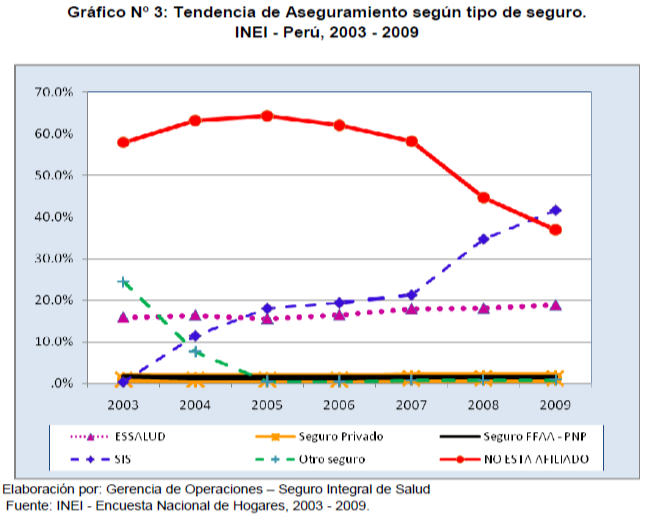 Gráfico Nº 3: Tendencia de Aseguramiento según tipo de seguro.
INEI - Perú, 2003 - 2009
70.0%
60.0%
50.0%
40.0%
30.0%
20.0%
10.0%
.0%
2003 2004 2005 2006 2007 2008 2009
ESSALUD Seguro Privado Seguro FFAA - PNP
SIS Otro seguro NO ESTA AFILIADO
Elaboración por: Gerencia de Operaciones – Seguro Integral de Salud
Fuente: INEI - Encuesta Nacional de Hogares, 2003 - 2009.